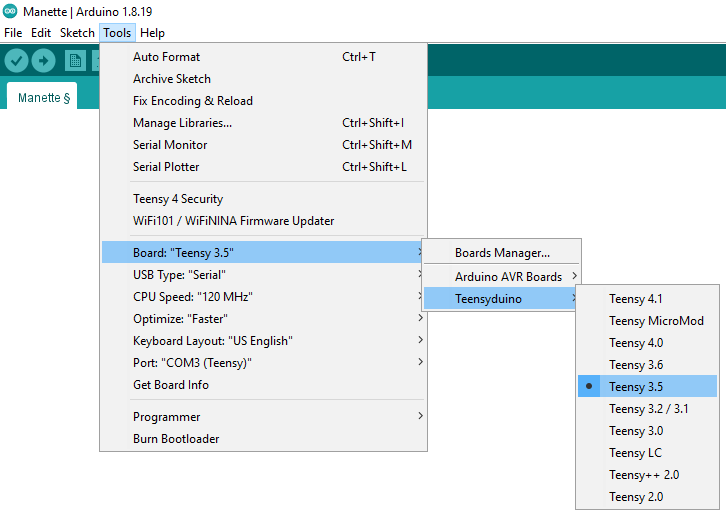 Manette | Arduino 1.8.19
File Edit Sketch Tools Help
Manette §
Auto Format Ctrl+T
Archive Sketch
Fix Encoding & Reload
Manage Libraries... Ctrl+Shift+I
Serial Monitor Ctrl+Shift+M
Serial Plotter Ctrl+Shift+L
Teensy 4 Security
WiFi101 / WiFiNINA Firmware Updater
Board: "Teensy 3.5"
USB Type: "Serial"
CPU Speed: "120 MHz"
Optimize: "Faster"
Keyboard Layout: "US English"
Port: "COM3 (Teensy)"
Get Board Info
Programmer
Burn Bootloader
Boards Manager...
Arduino AVR Boards
Teensyduino
Teensy 4.1
Teensy MicroMod
Teensy 4.0
Teensy 3.6
Teensy 3.5
Teensy 3.2 / 3.1
Teensy 3.0
Teensy LC
Teensy++ 2.0
Teensy 2.0